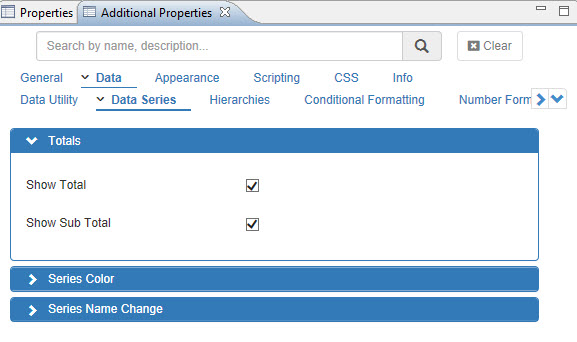 Properties Additional Properties
Search by name, description... Clear
General Data Appearance Scripting CSS Info
Data Utility Data Series Hierarchies Conditional Formatting Number Form
Totals
Show Total
Show Sub Total
Series Color
Series Name Change